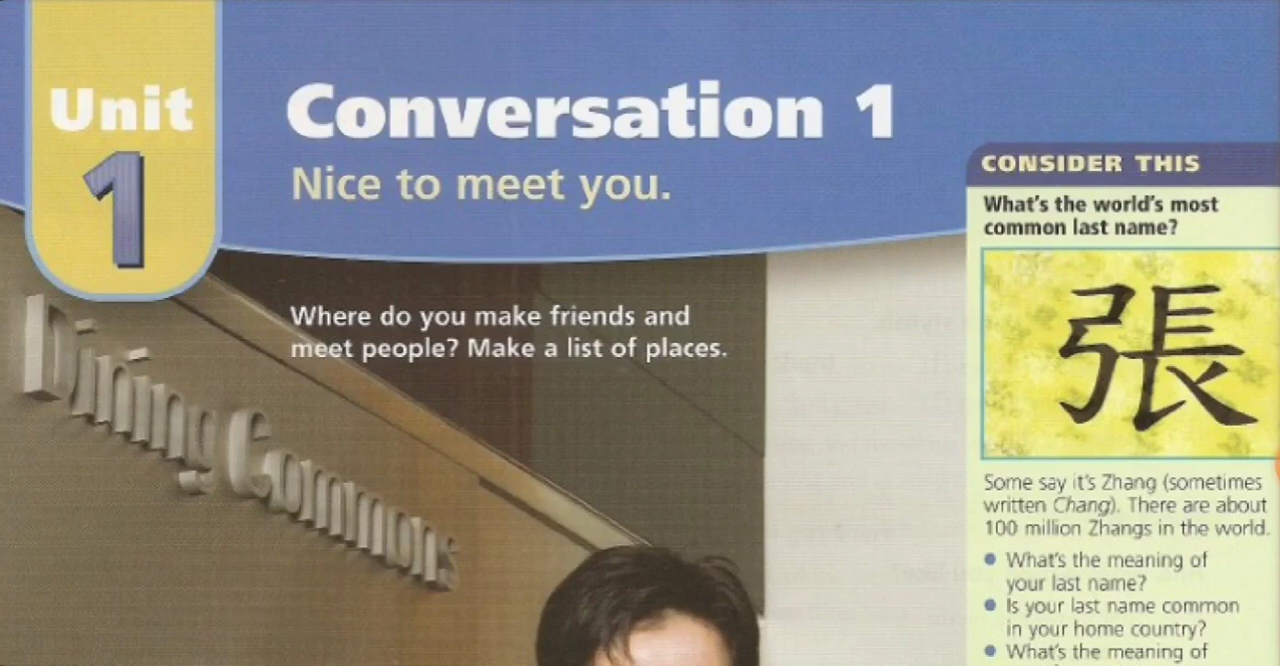 Unit
1
Conversation 1
Nice to meet you.
Where do you make friends and
meet people? Make a list of places.
Dining Commons
CONSIDER THIS
What's the world's most
common last name?
張
Some say it's Zhang (sometimes
written Chang). There are about
100 million Zhangs in the world.
● What's the meaning of
your last name?
● Is your last name common
in your home country?
● What's the meaning of